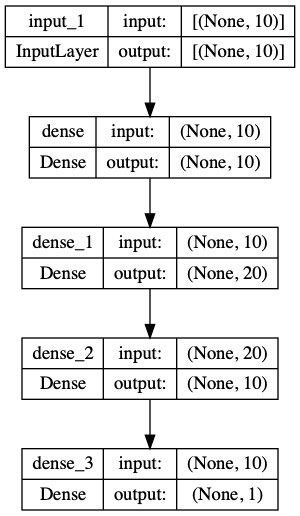 input_1 input: [(None, 10)]
InputLayer output: [(None, 10)]
dense input: (None, 10)
Dense output: (None, 10)
dense_1 input: (None, 10)
Dense output: (None, 20)
dense_2 input: (None, 20)
Dense output: (None, 10)
dense_3 input: (None, 10)
Dense output: (None, 1)